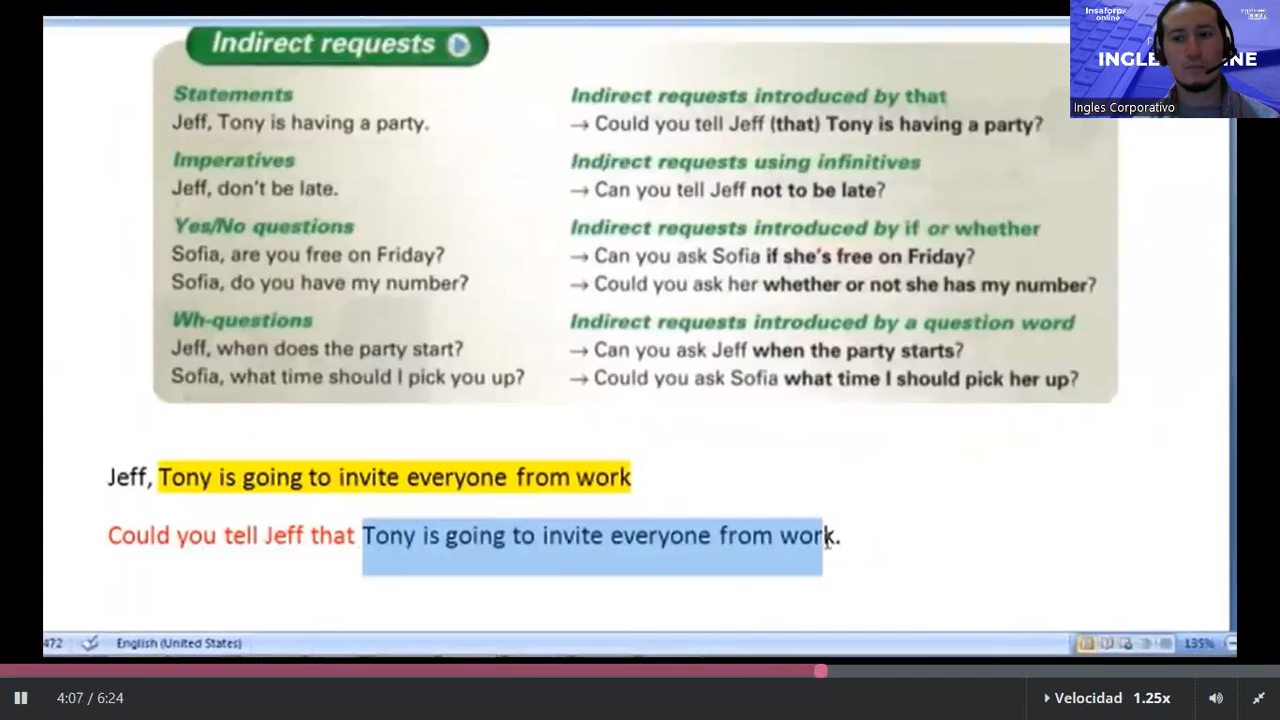 Indirect requests
Statements
Jeff, Tony is having a party.
Indirect requests introduced by that
→ Could you tell Jeff (that) Tony is having a party?
Imperatives
Jeff, don't be late.
Indirect requests using infinitives
→ Can you tell Jeff not to be late?
Yes/No questions
Sofia, are you free on Friday?
Sofia, do you have my number?
Indirect requests introduced by if or whether
→ Can you ask Sofia if she's free on Friday?
→ Could you ask her whether or not she has my number?
Wh-questions
Jeff, when does the party start?
Sofia, what time should I pick you up?
Indirect requests introduced by a question word
→ Can you ask Jeff when the party starts?
→ Could you ask Sofia what time I should pick her up?
Jeff, Tony is going to invite everyone from work
Could you tell Jeff that Tony is going to invite everyone from work.
472 English (United States) 135%
Insaforp
online
INGLE NE
Ingles Corporativo
4:07 / 6:24
Velocidad 1.25x